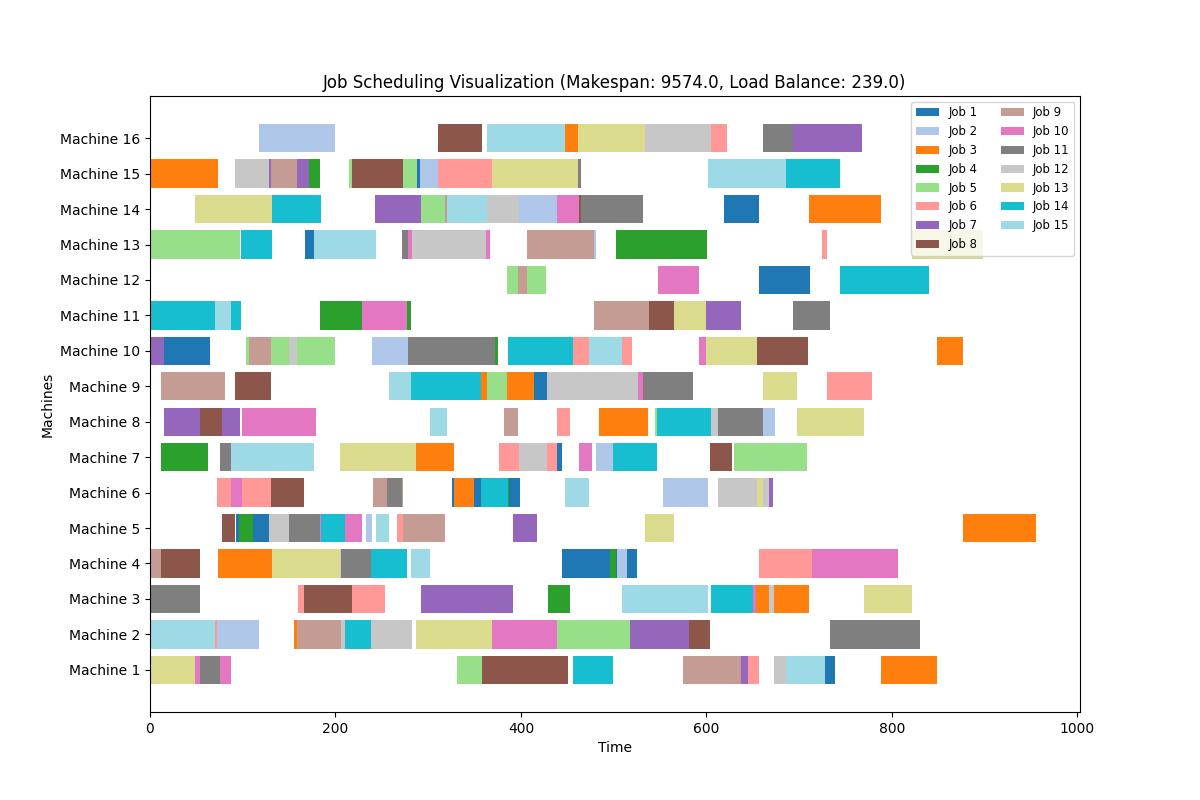 Job Scheduling Visualization (Makespan: 9574.0, Load Balance: 239.0)
Machine 16
Machine 15
Machine 14
Machine 13
Machine 12
Machine 11
Machine 10
Machine 9
Machine 8
Machine 7
Machine 6
Machine 5
Machine 4
Machine 3
Machine 2
Machine 1
Machines
0 200 400 600 800 1000
Time
Job 1
Job 2
Job 3
Job 4
Job 5
Job 6
Job 7
Job 8
Job 9
Job 10
Job 11
Job 12
Job 13
Job 14
Job 15